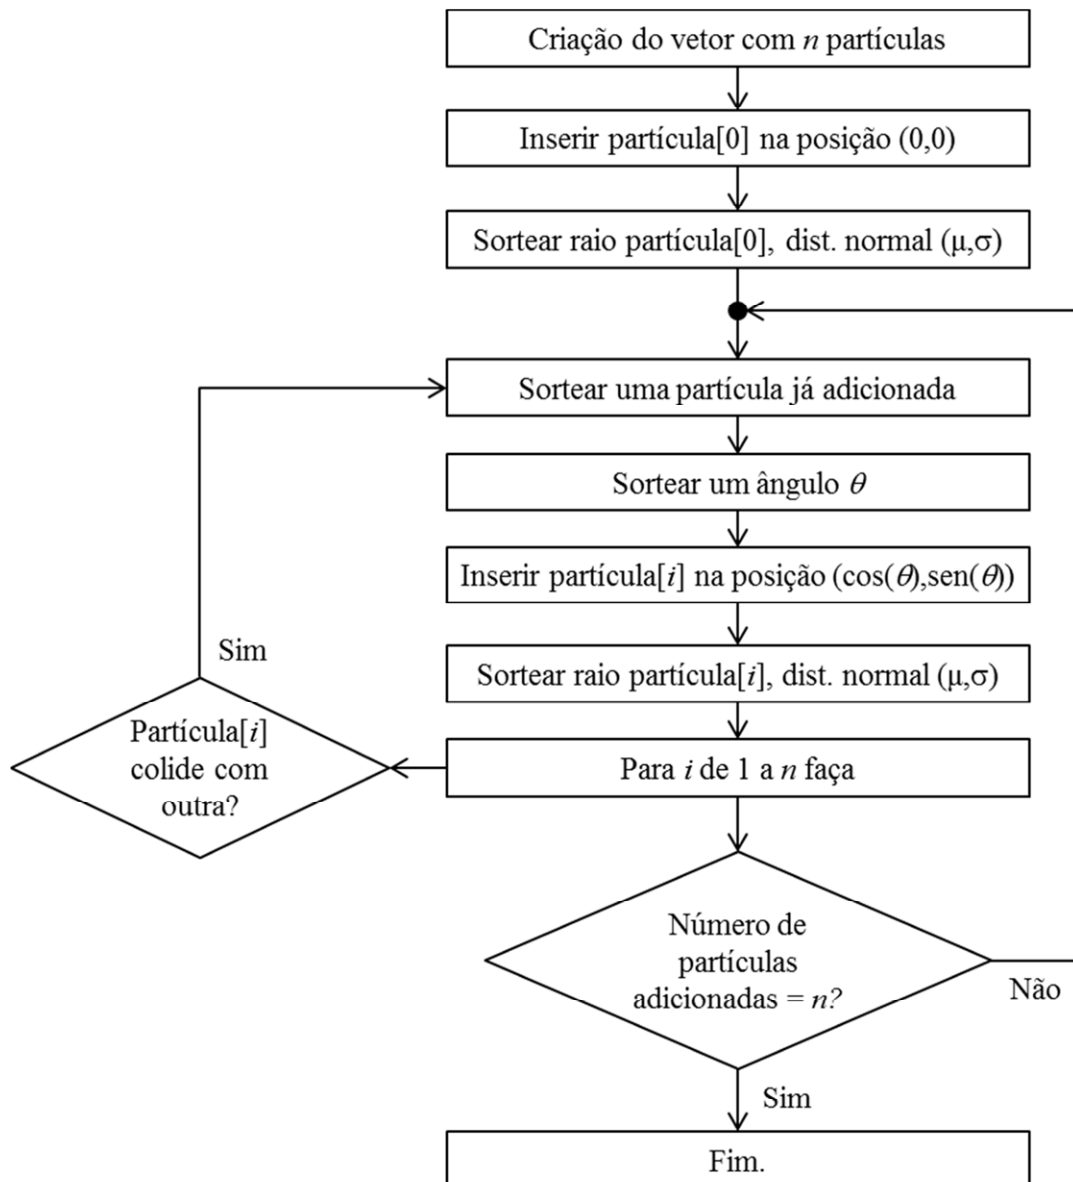 Criação do vetor com n partículas
Inserir partícula[0] na posição (0,0)
Sortear raio partícula[0], dist. normal (μ,σ)
Sortear uma partícula já adicionada
Sortear um ângulo θ
Inserir partícula[i] na posição (cos(θ),sen(θ))
Sortear raio partícula[i], dist. normal (μ,σ)
Sim
Partícula[i]
colide com
outra?
Para i de 1 a n faça
Número de
partículas
adicionadas = n?
Não
Sim
Fim.